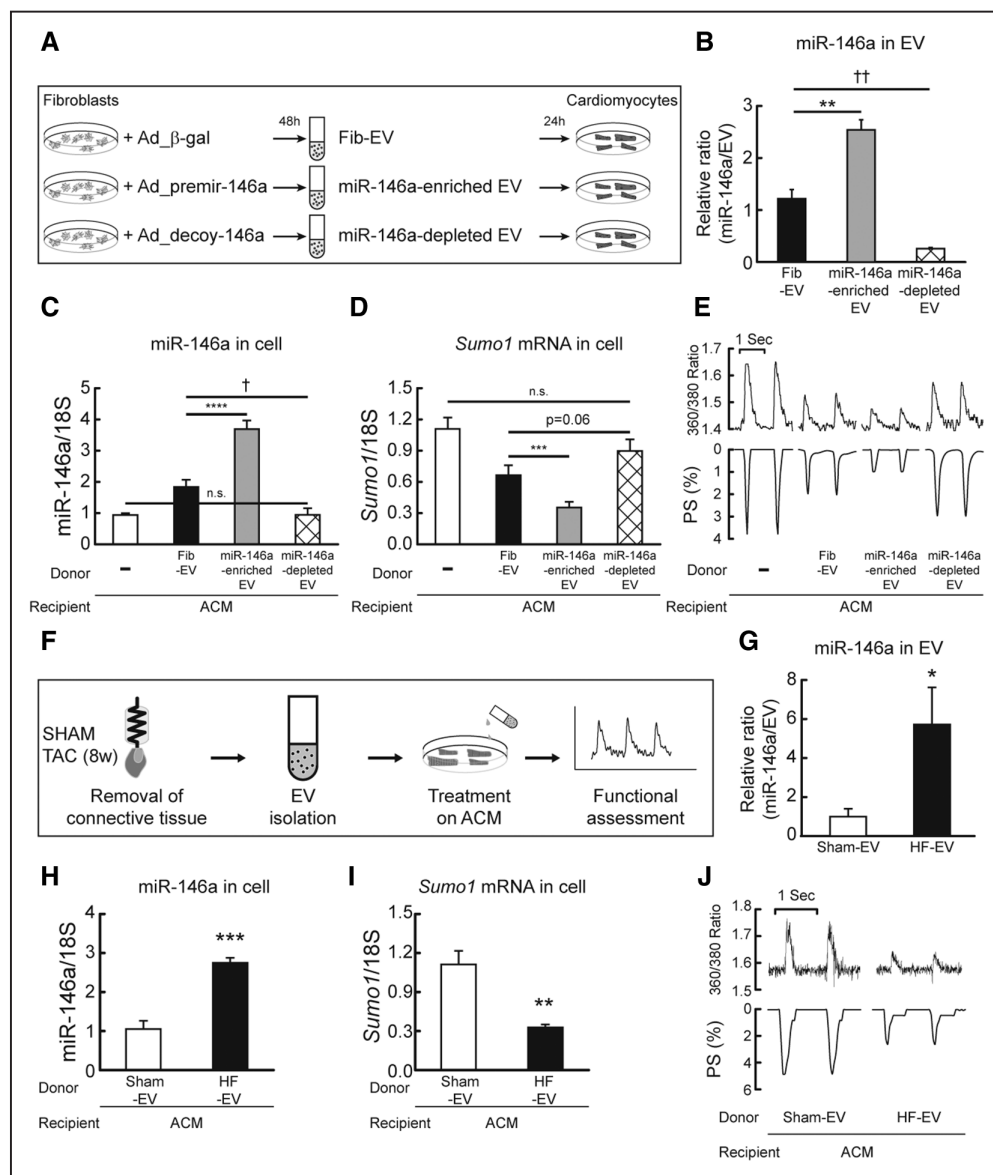 A
Fibroblasts
Cardiomyocytes
+ Ad_β-gal
48h
Fib-EV
24h
+ Ad_premir-146a
miR-146a-enriched EV
+ Ad_decoy-146a
miR-146a-depleted EV
B
miR-146a in EV
Relative ratio
(miR-146a/EV)
3
2
1
0
††
**
Fib
-EV
miR-146a
-enriched
EV
miR-146a
-depleted
EV
C
miR-146a in cell
miR-146a/18S
5
4
3
2
1
0
†
****
n.s.
Donor
–
Fib
-EV
miR-146a
-enriched
EV
miR-146a
-depleted
EV
Recipient
ACM
D
Sumo1 mRNA in cell
Sumo1/18S
1.5
1.2
0.9
0.6
0.3
0.0
n.s.
p=0.06
***
Donor
–
Fib
-EV
miR-146a
-enriched
EV
miR-146a
-depleted
EV
Recipient
ACM
E
1 Sec
360/380 Ratio
1.7
1.6
1.5
1.4
PS (%)
0
1
2
3
4
Donor
–
Fib
-EV
miR-146a
-enriched
EV
miR-146a
-depleted
EV
Recipient
ACM
F
SHAM
TAC (8w)
Removal of
connective tissue
EV
isolation
Treatment
on ACM
Functional
assessment
G
miR-146a in EV
Relative ratio
(miR-146a/EV)
8
6
4
2
0
*
Sham-EV
HF-EV
H
miR-146a in cell
miR-146a/18S
4
3
2
1
0
***
Donor
Sham
-EV
HF
-EV
Recipient
ACM
I
Sumo1 mRNA in cell
Sumo1/18S
1.5
1.2
0.9
0.3
0.0
**
Donor
Sham
-EV
HF
-EV
Recipient
ACM
J
1 Sec
360/380 Ratio
1.8
1.7
1.6
1.5
PS (%)
0
2
4
6
Donor
Sham-EV
HF-EV
Recipient
ACM